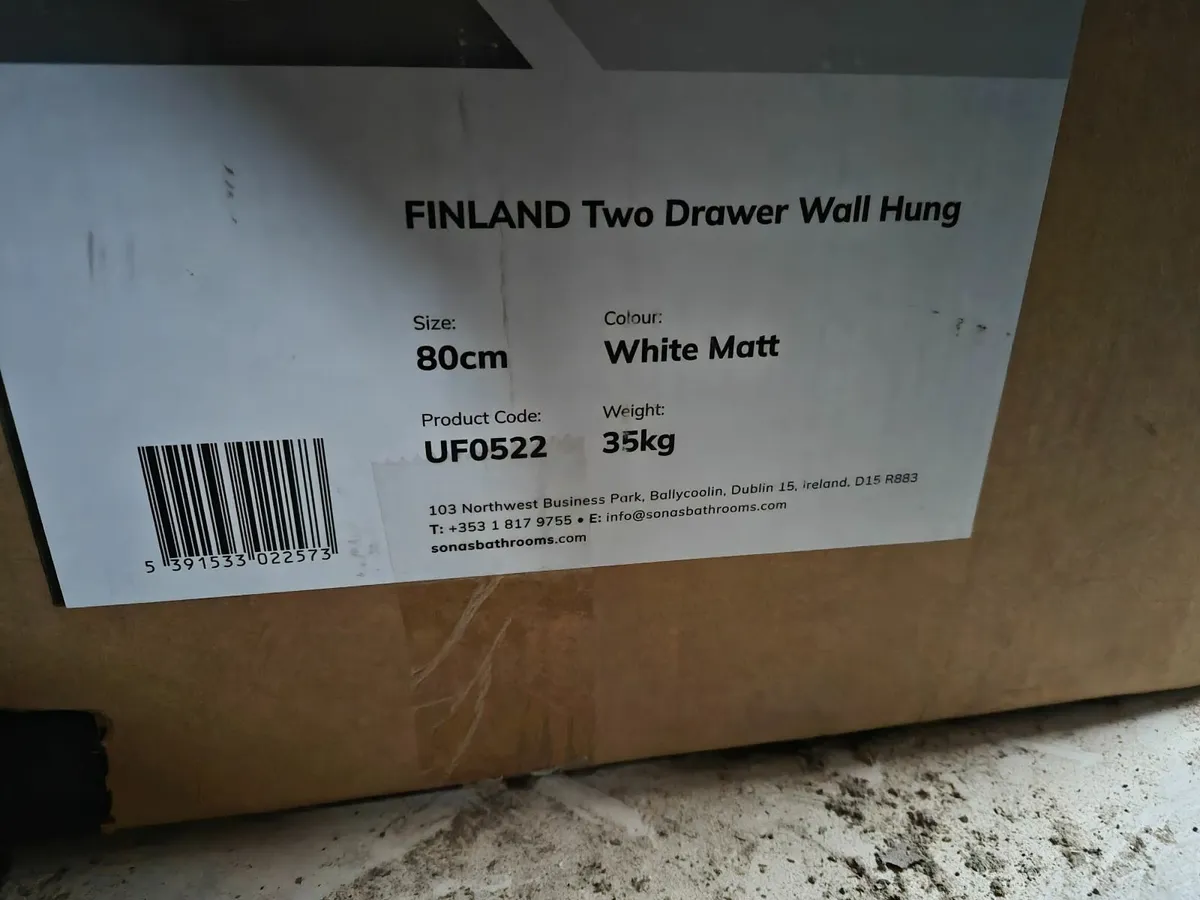 FINLAND Two Drawer Wall Hung
Size:
80cm
Colour:
White Matt
Product Code:
UF0522
Weight:
35kg
103 Northwest Business Park, Ballycoolin, Dublin 15, Ireland. D15 R883
T: +353 1 817 9755 • E: info@sonasbathrooms.com
sonasbathrooms.com
5 391533 022573